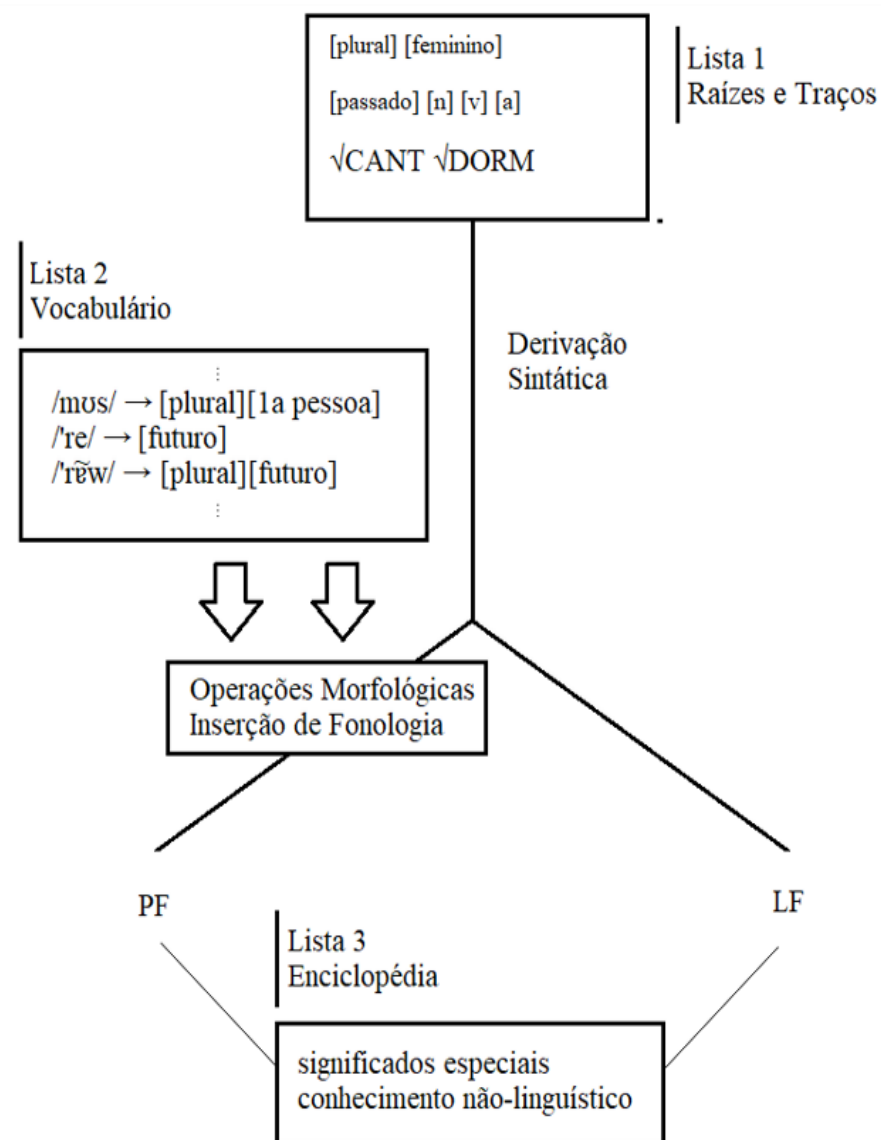 [plural] [feminino]
[passado] [n] [v] [a]
√CANT √DORM
Lista 1
Raízes e Traços
Lista 2
Vocabulário
⋮
/mʊs/ → [plural][1a pessoa]
/'re/ → [futuro]
/'rɐ̃w/ → [plural][futuro]
⋮
Derivação
Sintática
Operações Morfológicas
Inserção de Fonologia
PF
LF
Lista 3
Enciclopédia
significados especiais
conhecimento não-linguístico